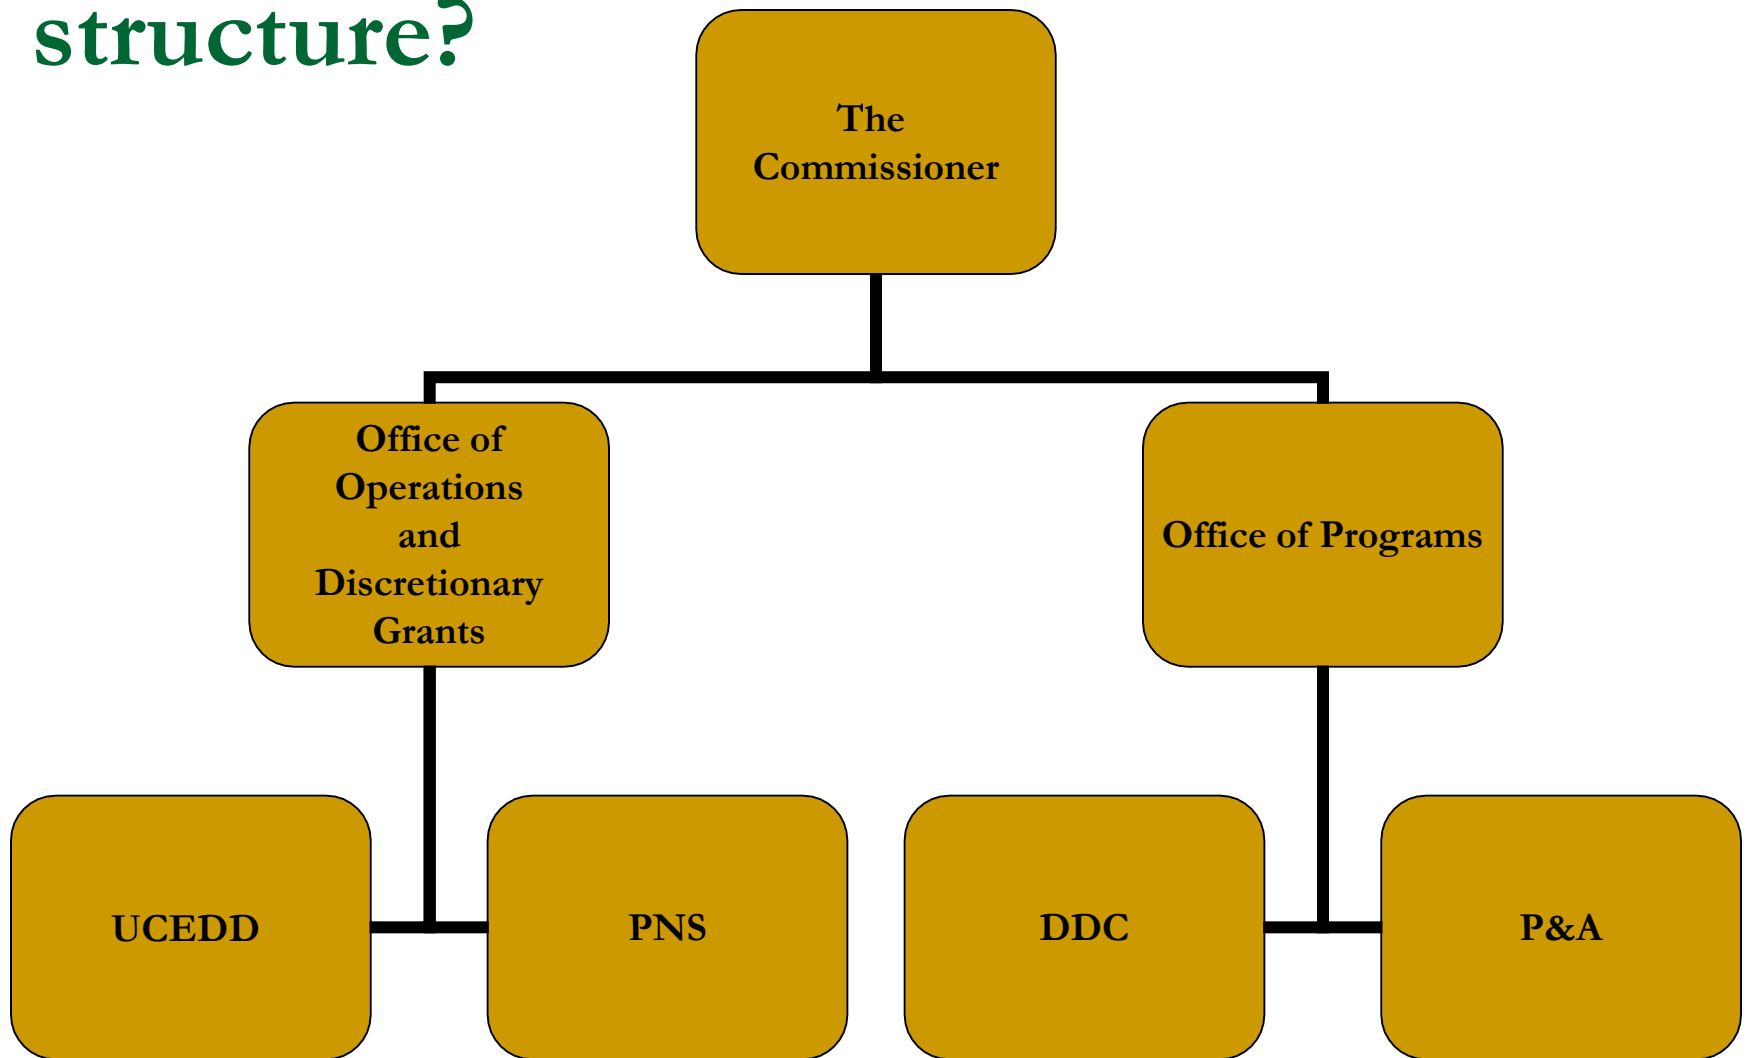 structure?
The
Commissioner
Office of
Operations
and
Discretionary
Grants
Office of Programs
UCEDD
PNS
DDC
P&A